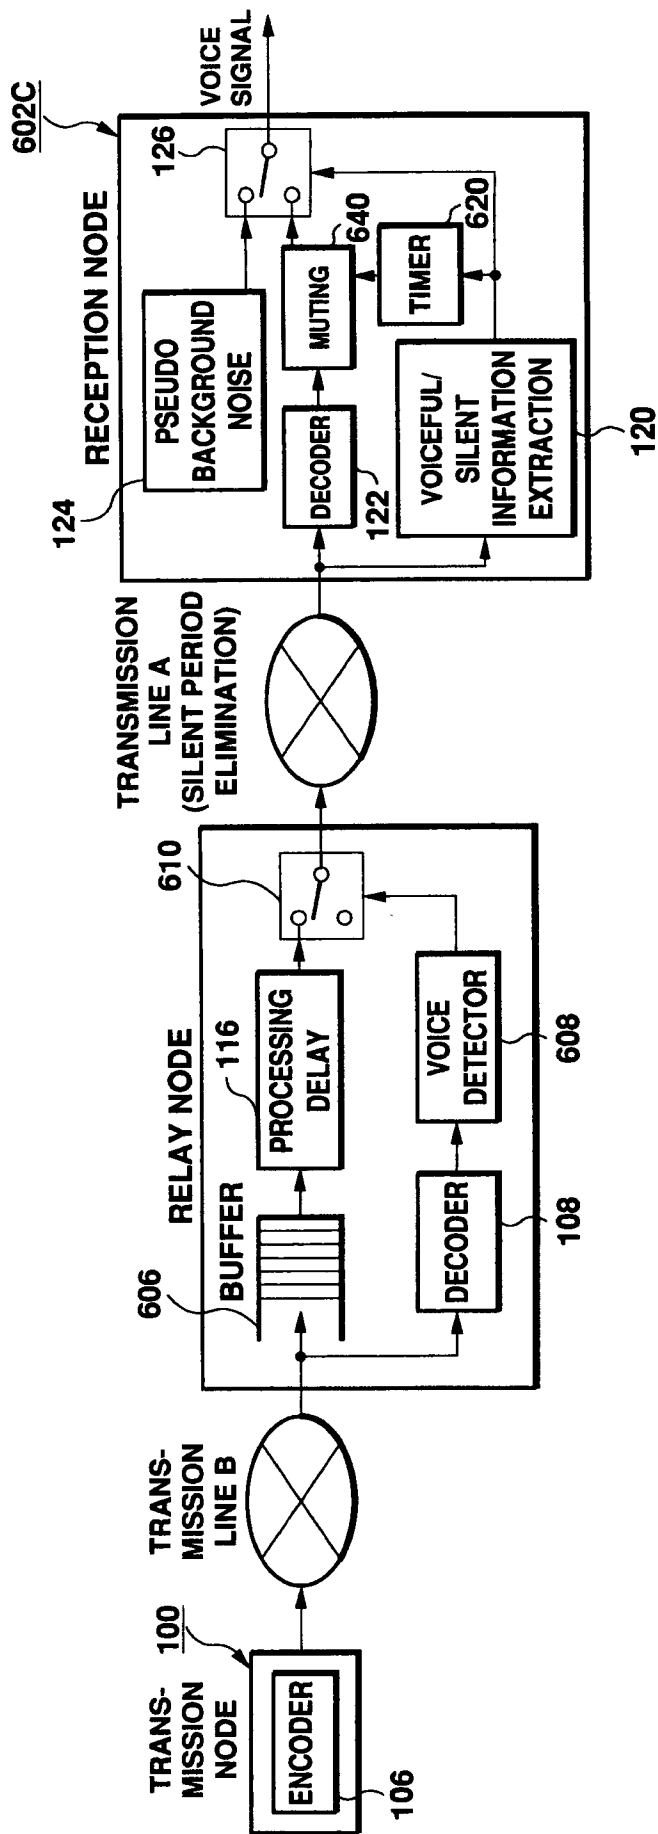 TRANS-
MISSION
NODE
100
ENCODER
106
TRANS-
MISSION
LINE B
RELAY NODE
606
BUFFER
116
PROCESSING
DELAY
610
DECODER
108
VOICE
DETECTOR
608
TRANSMISSION
LINE A
(SILENT PERIOD
ELIMINATION)
RECEPTION NODE
602C
124
PSEUDO
BACKGROUND
NOISE
126
VOICE
SIGNAL
DECODER
122
MUTING
640
TIMER
620
VOICEFUL/
SILENT
INFORMATION
EXTRACTION
120